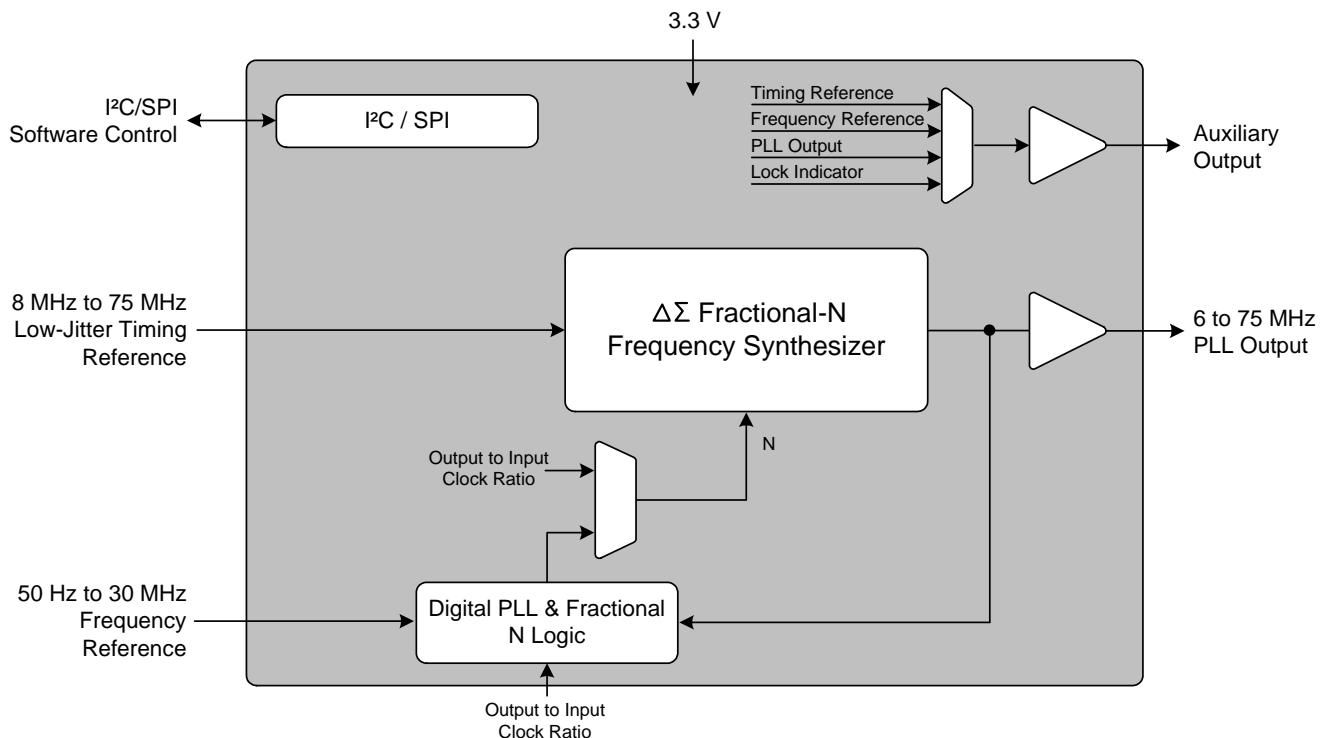 3.3 V
I²C/SPI
Software Control
I²C / SPI
Timing Reference
Frequency Reference
PLL Output
Lock Indicator
Auxiliary
Output
8 MHz to 75 MHz
Low-Jitter Timing
Reference
ΔΣ Fractional-N
Frequency Synthesizer
6 to 75 MHz
PLL Output
N
Output to Input
Clock Ratio
50 Hz to 30 MHz
Frequency
Reference
Digital PLL & Fractional
N Logic
Output to Input
Clock Ratio